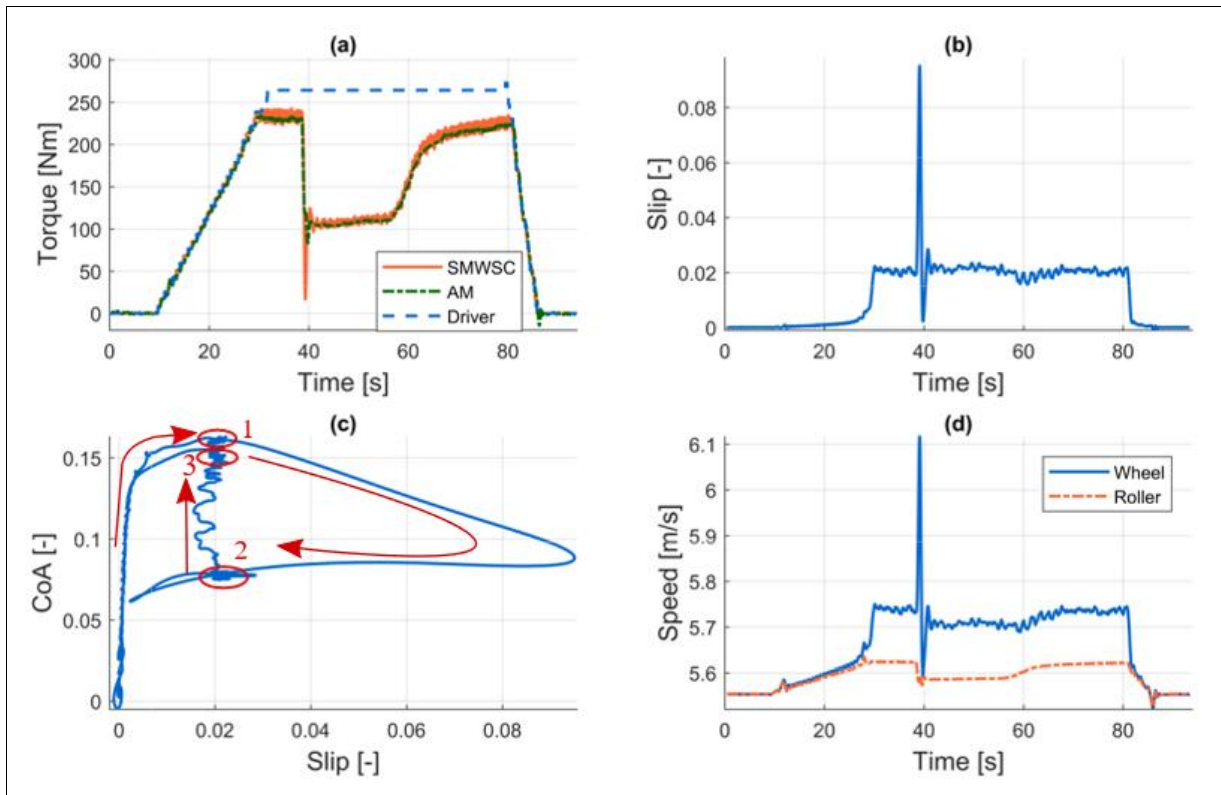 (a)
300
250
200
150
100
50
0
Torque [Nm]
SMWSC
AM
Driver
0 20 40 60 80
Time [s]
(b)
0.08
0.06
0.04
0.02
0
Slip [-]
0 20 40 60 80
Time [s]
(c)
0.15
0.1
0.05
0
CoA [-]
1
3
2
0 0.02 0.04 0.06 0.08
Slip [-]
(d)
6.1
6
5.9
5.8
5.7
5.6
Speed [m/s]
Wheel
Roller
0 20 40 60 80
Time [s]